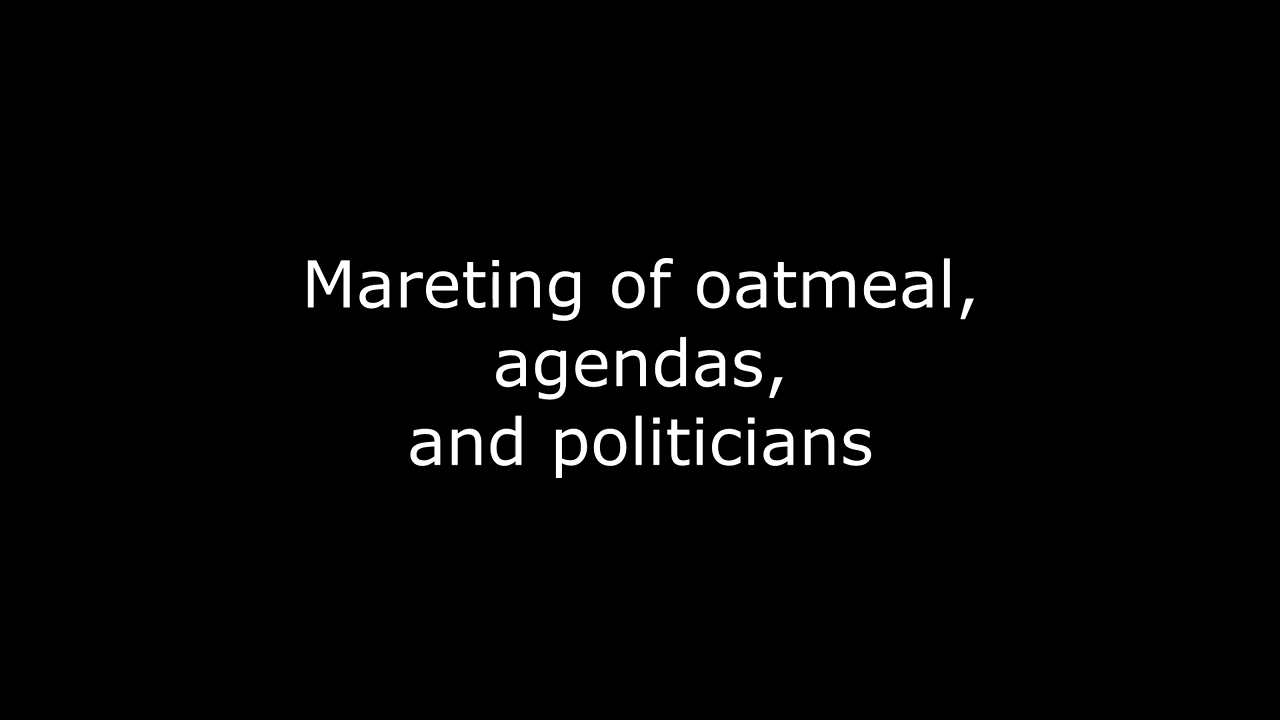 Mareting of oatmeal,
agendas,
and politicians